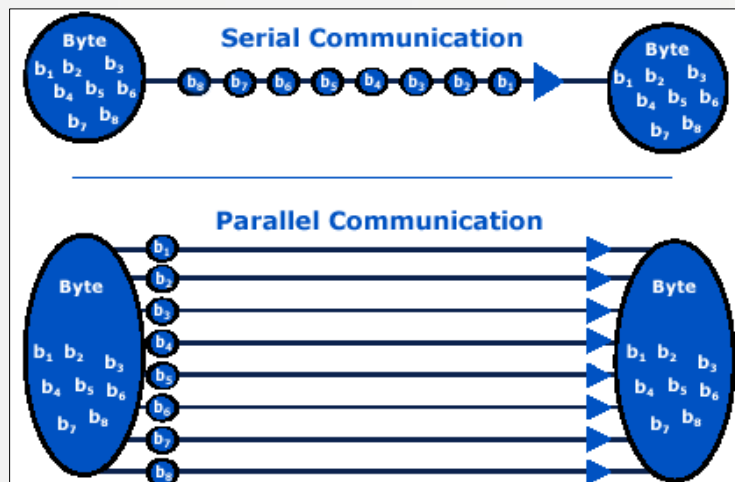 Serial Communication
Byte
b1 b2 b3
b4 b5 b6
b7 b8
b8 b7 b6 b5 b4 b3 b2 b1
Byte
b1 b2 b3
b4 b5 b6
b7 b8
Parallel Communication
Byte
b1 b2 b3
b4 b5 b6
b7 b8
b1
b2
b3
b4
b5
b6
b7
b8
Byte
b1 b2 b3
b4 b5 b6
b7 b8